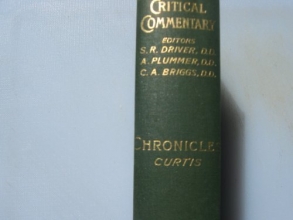 CRITICAL
COMMENTARY
EDITORS
S. R. DRIVER, D.D.
A. PLUMMER, D.D.
C. A. BRIGGS, D.D.
CHRONICLES
CURTIS